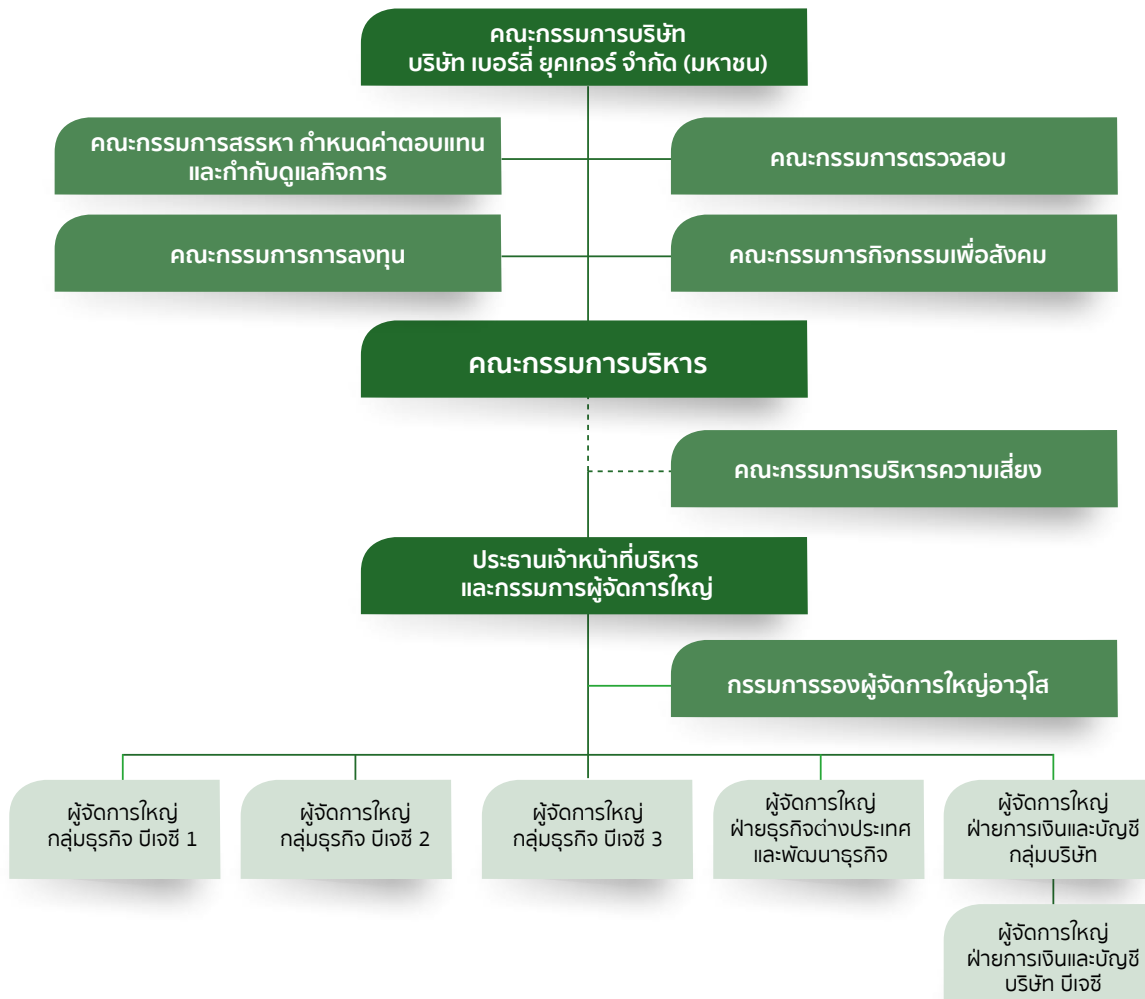 คณะกรรมการบริษัท
บริษัท เบอร์ลี่ ยุคเกอร์ จำกัด (มหาชน)
คณะกรรมการสรรหา กำหนดค่าตอบแทน
และกำกับดูแลกิจการ
คณะกรรมการตรวจสอบ
คณะกรรมการการลงทุน
คณะกรรมการกิจกรรมเพื่อสังคม
คณะกรรมการบริหาร
คณะกรรมการบริหารความเสี่ยง
ประธานเจ้าหน้าที่บริหาร
และกรรมการผู้จัดการใหญ่
กรรมการรองผู้จัดการใหญ่อาวุโส
ผู้จัดการใหญ่
กลุ่มธุรกิจ บีเจซี 1
ผู้จัดการใหญ่
กลุ่มธุรกิจ บีเจซี 2
ผู้จัดการใหญ่
กลุ่มธุรกิจ บีเจซี 3
ผู้จัดการใหญ่
ฝ่ายธุรกิจต่างประเทศ
และพัฒนาธุรกิจ
ผู้จัดการใหญ่
ฝ่ายการเงินและบัญชี
กลุ่มบริษัท
ผู้จัดการใหญ่
ฝ่ายการเงินและบัญชี
บริษัท บีเจซี